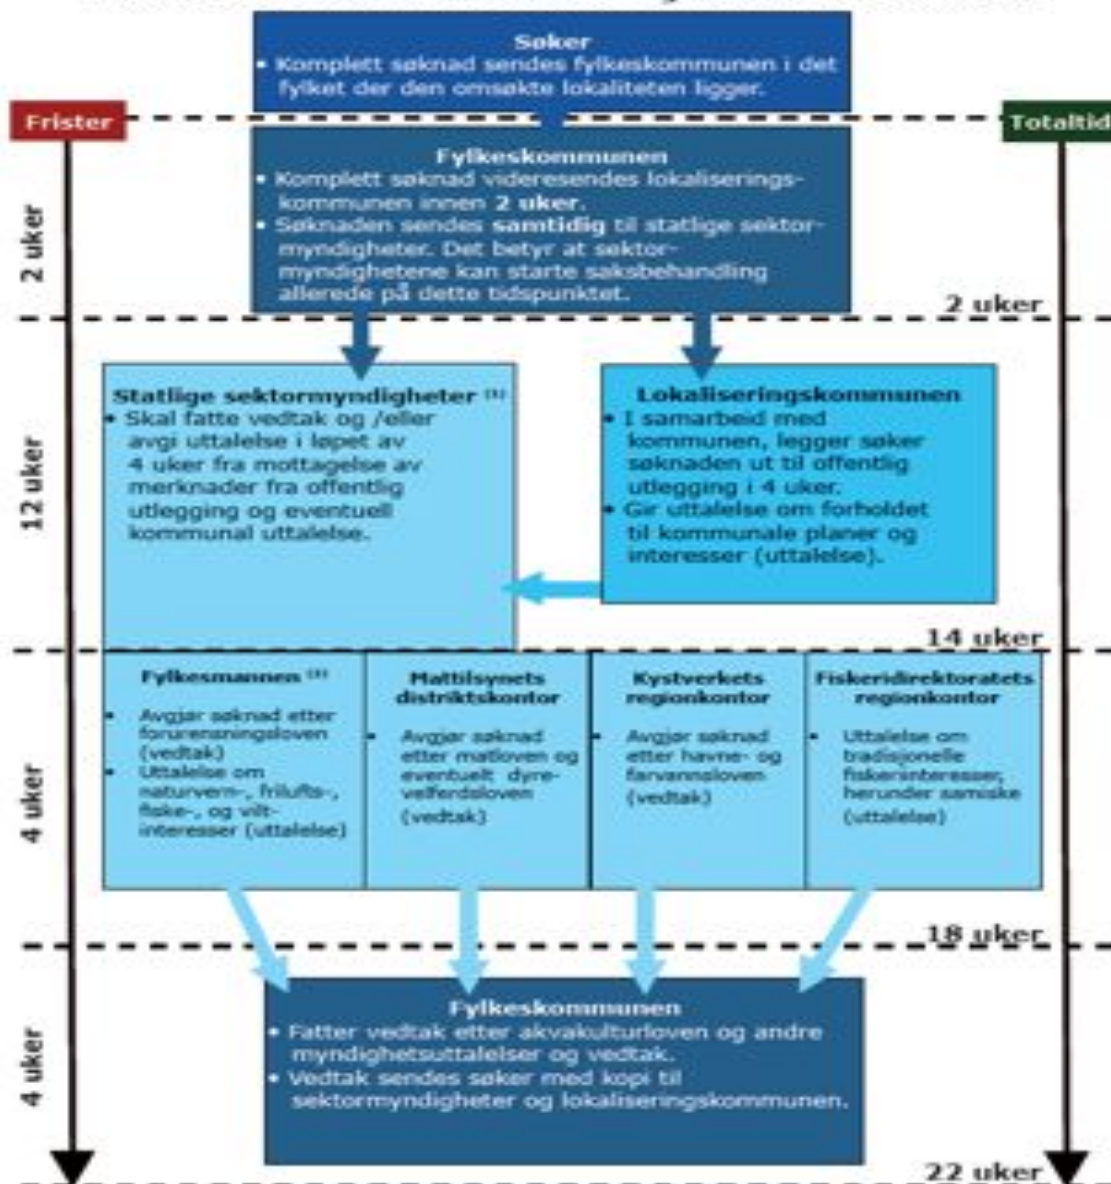 Søker
• Komplett søknad sendes fylkeskommunen i det
fylket der den omsøkte lokaliteten ligger.
Frister
Totaltid
Fylkeskommunen
• Komplett søknad videresendes lokaliserings-
kommunen innen 2 uker.
• Søknaden sendes samtidig til statlige sektor-
myndigheter. Det betyr at sektor-
myndighetene kan starte saksbehandling
allerede på dette tidspunktet.
2 uker
2 uker
Statlige sektormyndigheter (1)
• Skal fatte vedtak og /eller
avgi uttalelse i løpet av
4 uker fra mottagelse av
merknader fra offentlig
utlegging og eventuell
kommunal uttalelse.
Lokaliseringskommunen
• I samarbeid med
kommunen, legger søker
søknaden ut til offentlig
utlegging i 4 uker.
• Gir uttalelse om forholdet
til kommunale planer og
interesser (uttalelse).
12 uker
14 uker
Fylkesmannen
• Avgjør søknad etter
forurensningsloven
(vedtak)
• Uttalelse om
naturvern-, frilufts-,
fiske-, og vilt-
interesser (uttalelse)
Mattilsynets
distriktskontor
• Avgjør søknad
etter matloven og
eventuelt dyre-
velferdsloven
(vedtak)
Kystverkets
regionkontor
• Avgjør søknad
etter havne- og
farvannsloven
(vedtak)
Fiskeridirektoratets
regionkontor
• Uttalelse om
tradisjonelle
fiskeriinteresser,
herunder samiske
(uttalelse)
4 uker
18 uker
Fylkeskommunen
• Fatter vedtak etter akvakulturloven og andre
myndighetsuttalelser og vedtak.
• Vedtak sendes søker med kopi til
sektormyndigheter og lokaliseringskommunen.
4 uker
22 uker